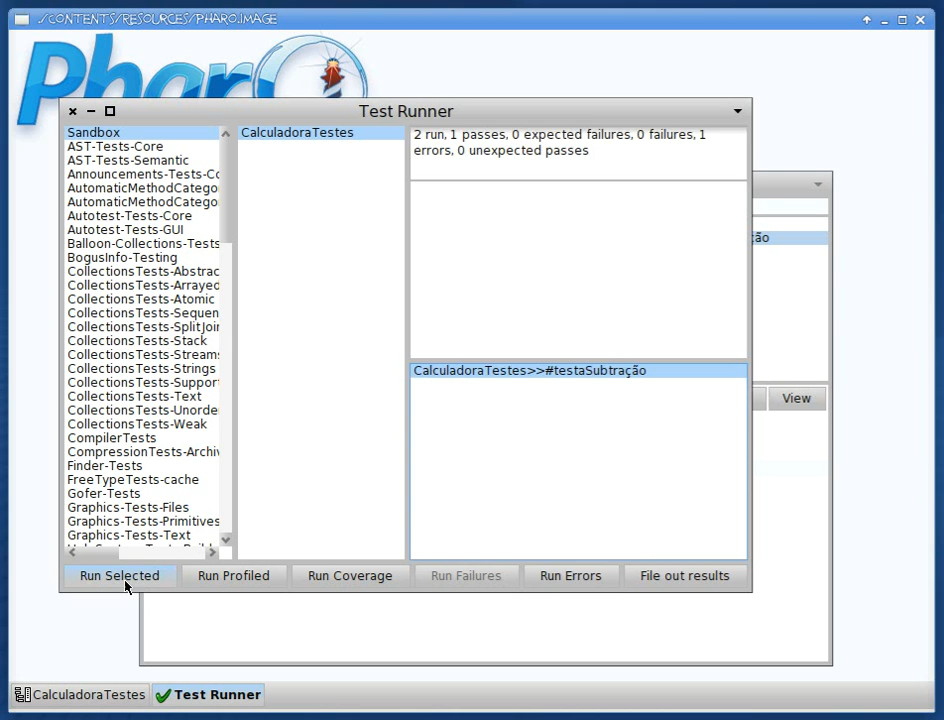 ./CONTENTS/RESOURCES/PHARO.IMAGE
Phar
Test Runner
Sandbox
AST-Tests-Core
AST-Tests-Semantic
Announcements-Tests-Co
AutomaticMethodCatego
AutomaticMethodCatego
Autotest-Tests-Core
Autotest-Tests-GUI
Balloon-Collections-Tests
BogusInfo-Testing
CollectionsTests-Abstrac
CollectionsTests-Arrayed
CollectionsTests-Atomic
CollectionsTests-Sequen
CollectionsTests-SplitJoin
CollectionsTests-Stack
CollectionsTests-Streams
CollectionsTests-Strings
CollectionsTests-Support
CollectionsTests-Text
CollectionsTests-Unorde
CollectionsTests-Weak
CompilerTests
CompressionTests-Archiv
Finder-Tests
FreeTypeTests-cache
Gofer-Tests
Graphics-Tests-Files
Graphics-Tests-Primitives
Graphics-Tests-Text
CalculadoraTestes
2 run, 1 passes, 0 expected failures, 0 failures, 1
errors, 0 unexpected passes
CalculadoraTestes>>#testaSubtração
ção
View
Run Selected
Run Profiled
Run Coverage
Run Failures
Run Errors
File out results
CalculadoraTestes
Test Runner